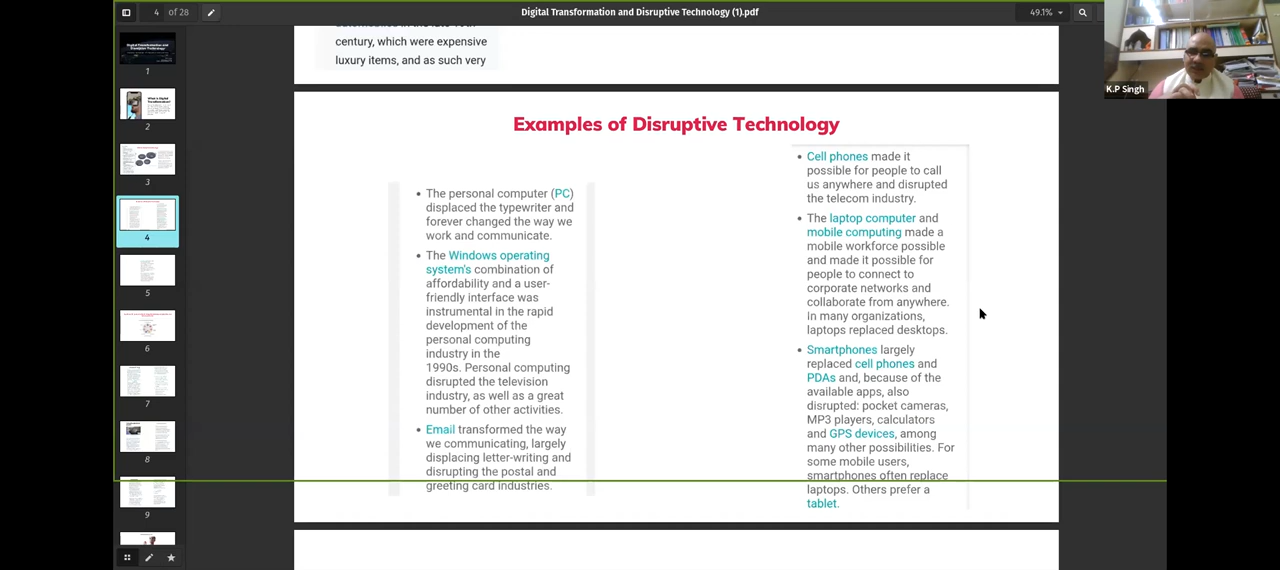 4 of 28
Digital Transformation and Disruptive Technology (1).pdf
49.1%
K.P Singh
century, which were expensive
luxury items, and as such very
Examples of Disruptive Technology
• The personal computer (PC)
displaced the typewriter and
forever changed the way we
work and communicate.
• The Windows operating
system's combination of
affordability and a user-
friendly interface was
instrumental in the rapid
development of the
personal computing
industry in the
1990s. Personal computing
disrupted the television
industry, as well as a great
number of other activities.
• Email transformed the way
we communicating, largely
displacing letter-writing and
disrupting the postal and
greeting card industries.
• Cell phones made it
possible for people to call
us anywhere and disrupted
the telecom industry.
• The laptop computer and
mobile computing made a
mobile workforce possible
and made it possible for
people to connect to
corporate networks and
collaborate from anywhere.
In many organizations,
laptops replaced desktops.
• Smartphones largely
replaced cell phones and
PDAs and, because of the
available apps, also
disrupted: pocket cameras,
MP3 players, calculators
and GPS devices, among
many other possibilities. For
some mobile users,
smartphones often replace
laptops. Others prefer a
tablet.
1
2
3
4
5
6
7
8
9